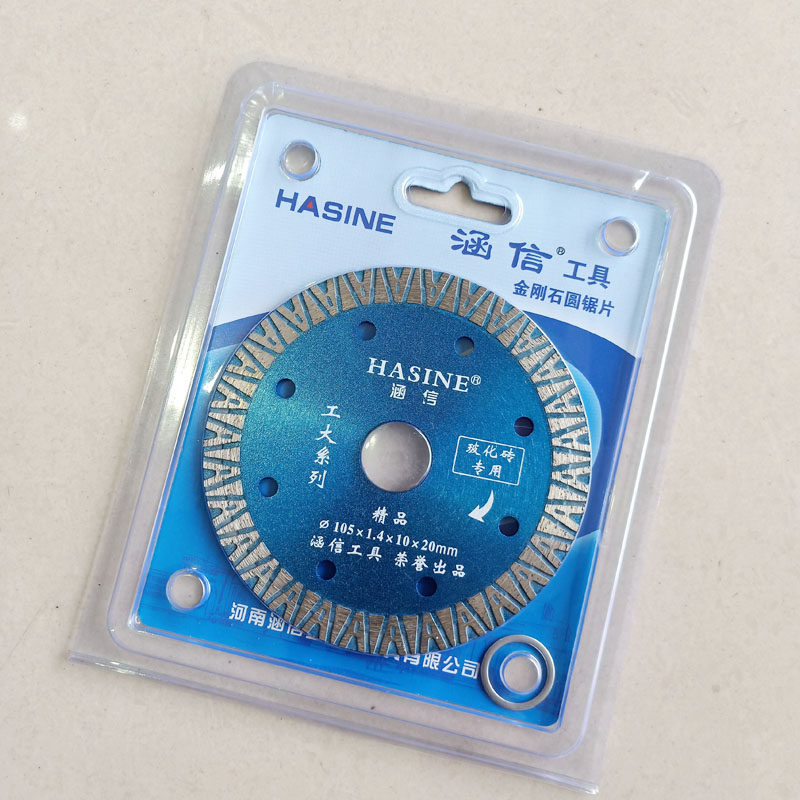 HASINE
涵信®工具
金刚石圆锯片
HASINE®
涵信
工大系列
玻化砖
专用
精品
⌀105×1.4×10×20mm
涵信工具 荣誉出品
河南涵信
有限公司